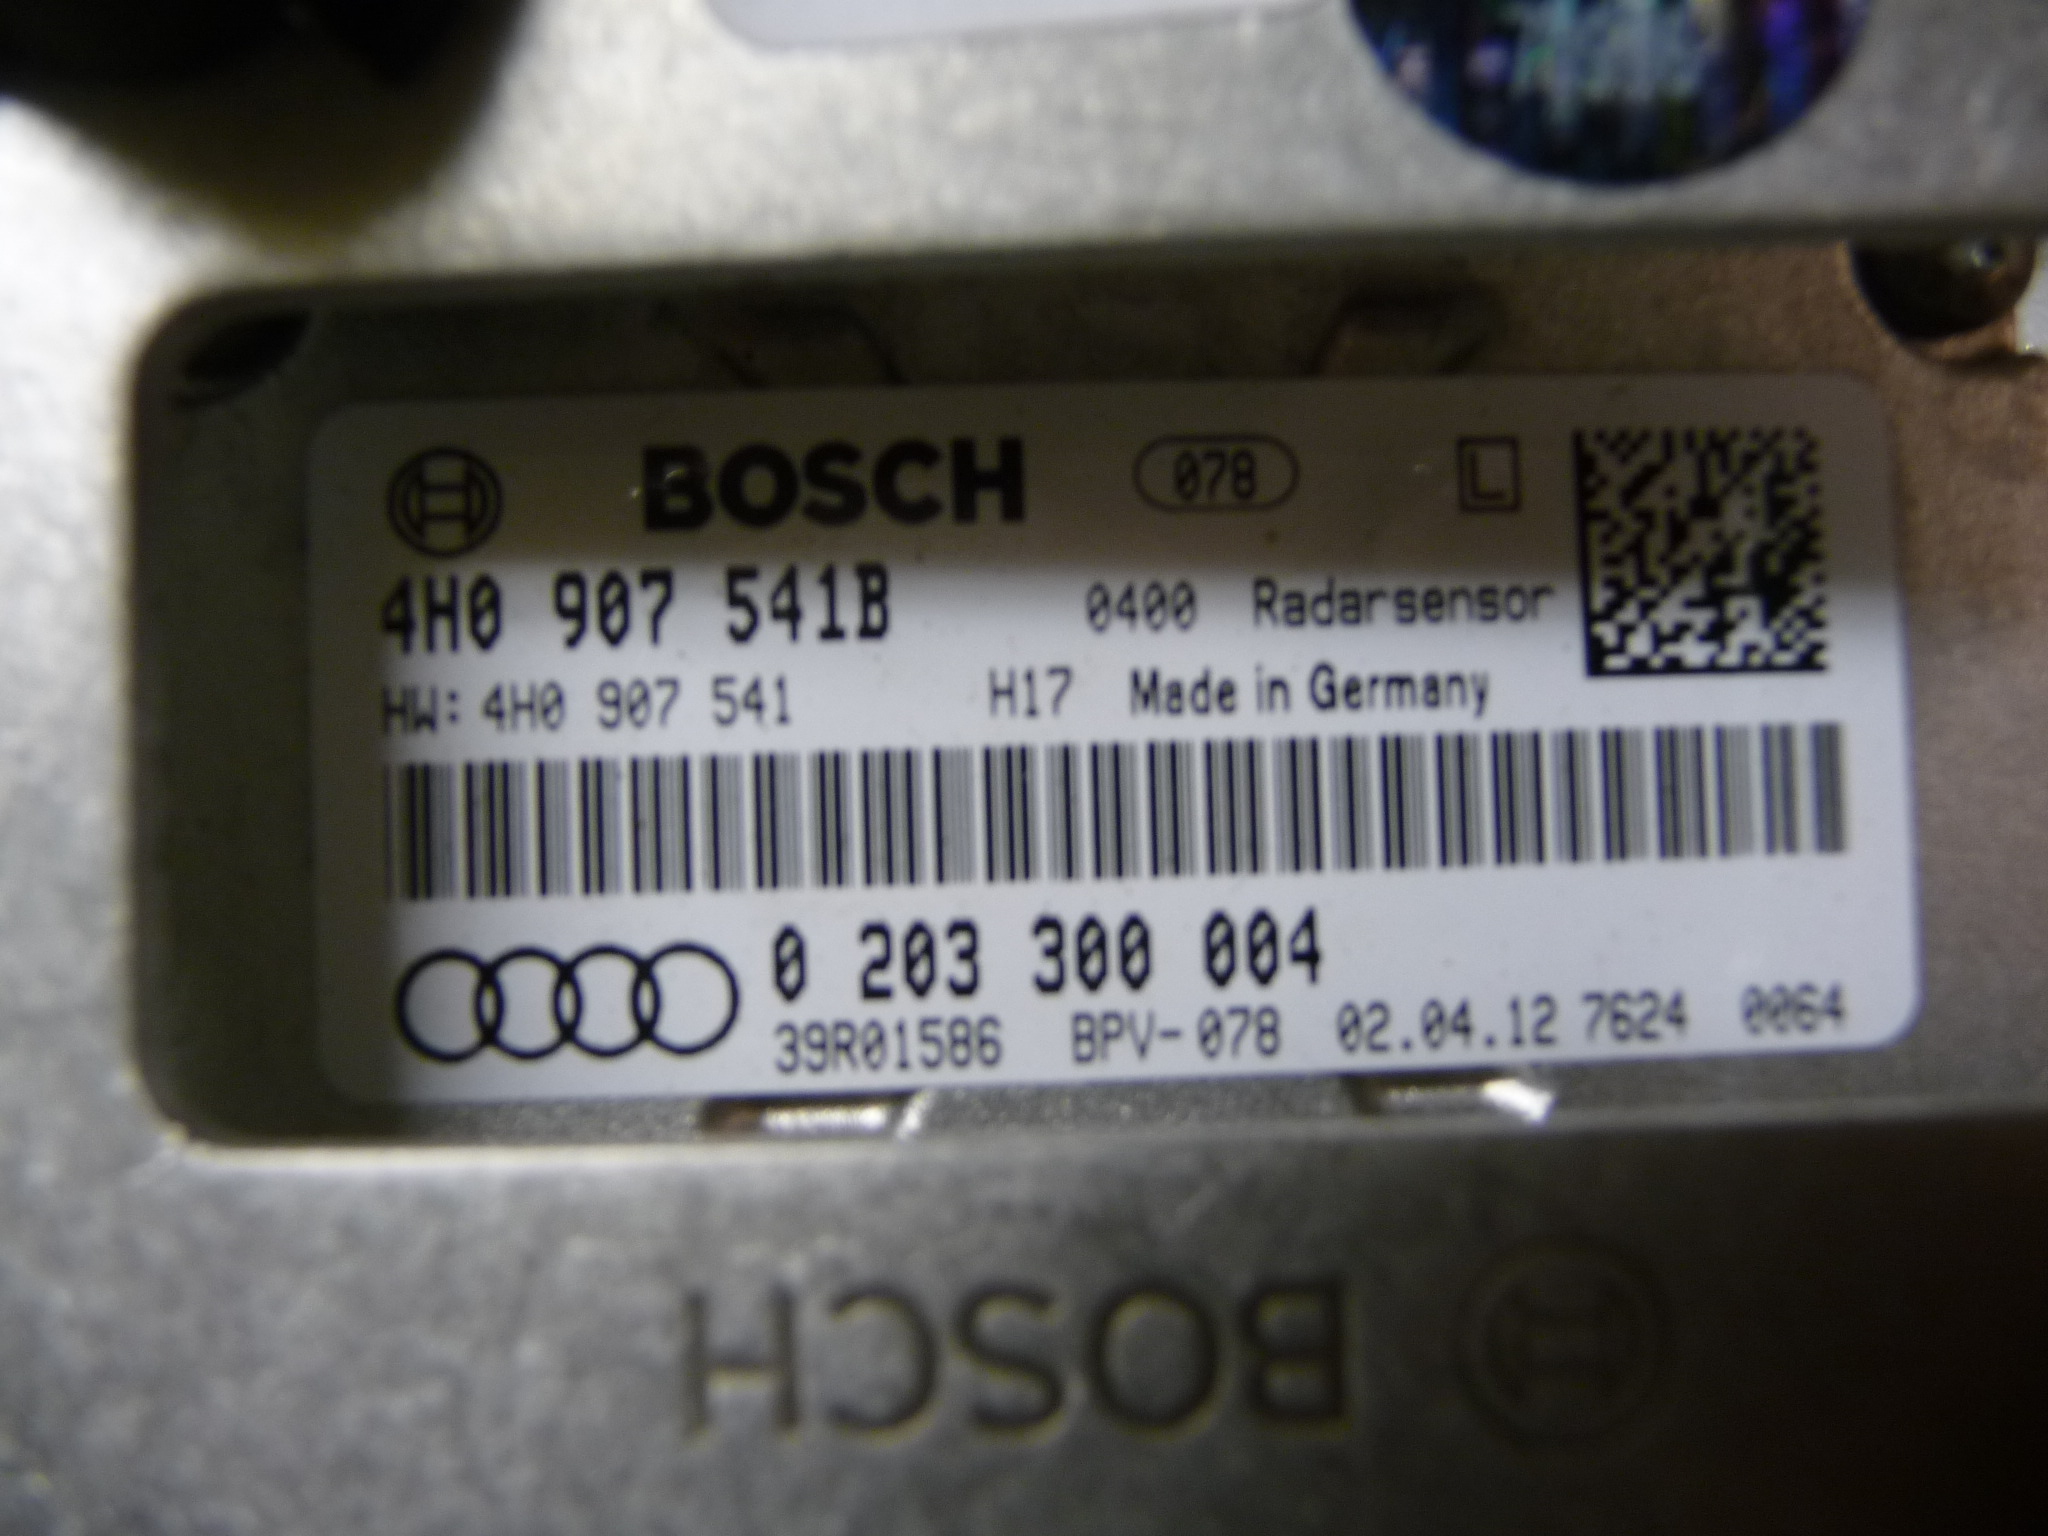 BOSCH 078 L
4H0 907 541B 0400 Radarsensor
HW: 4H0 907 541 H17 Made in Germany
0 203 300 004
39R01586 BPV-078 02.04.12 7624 0064
BOSCH